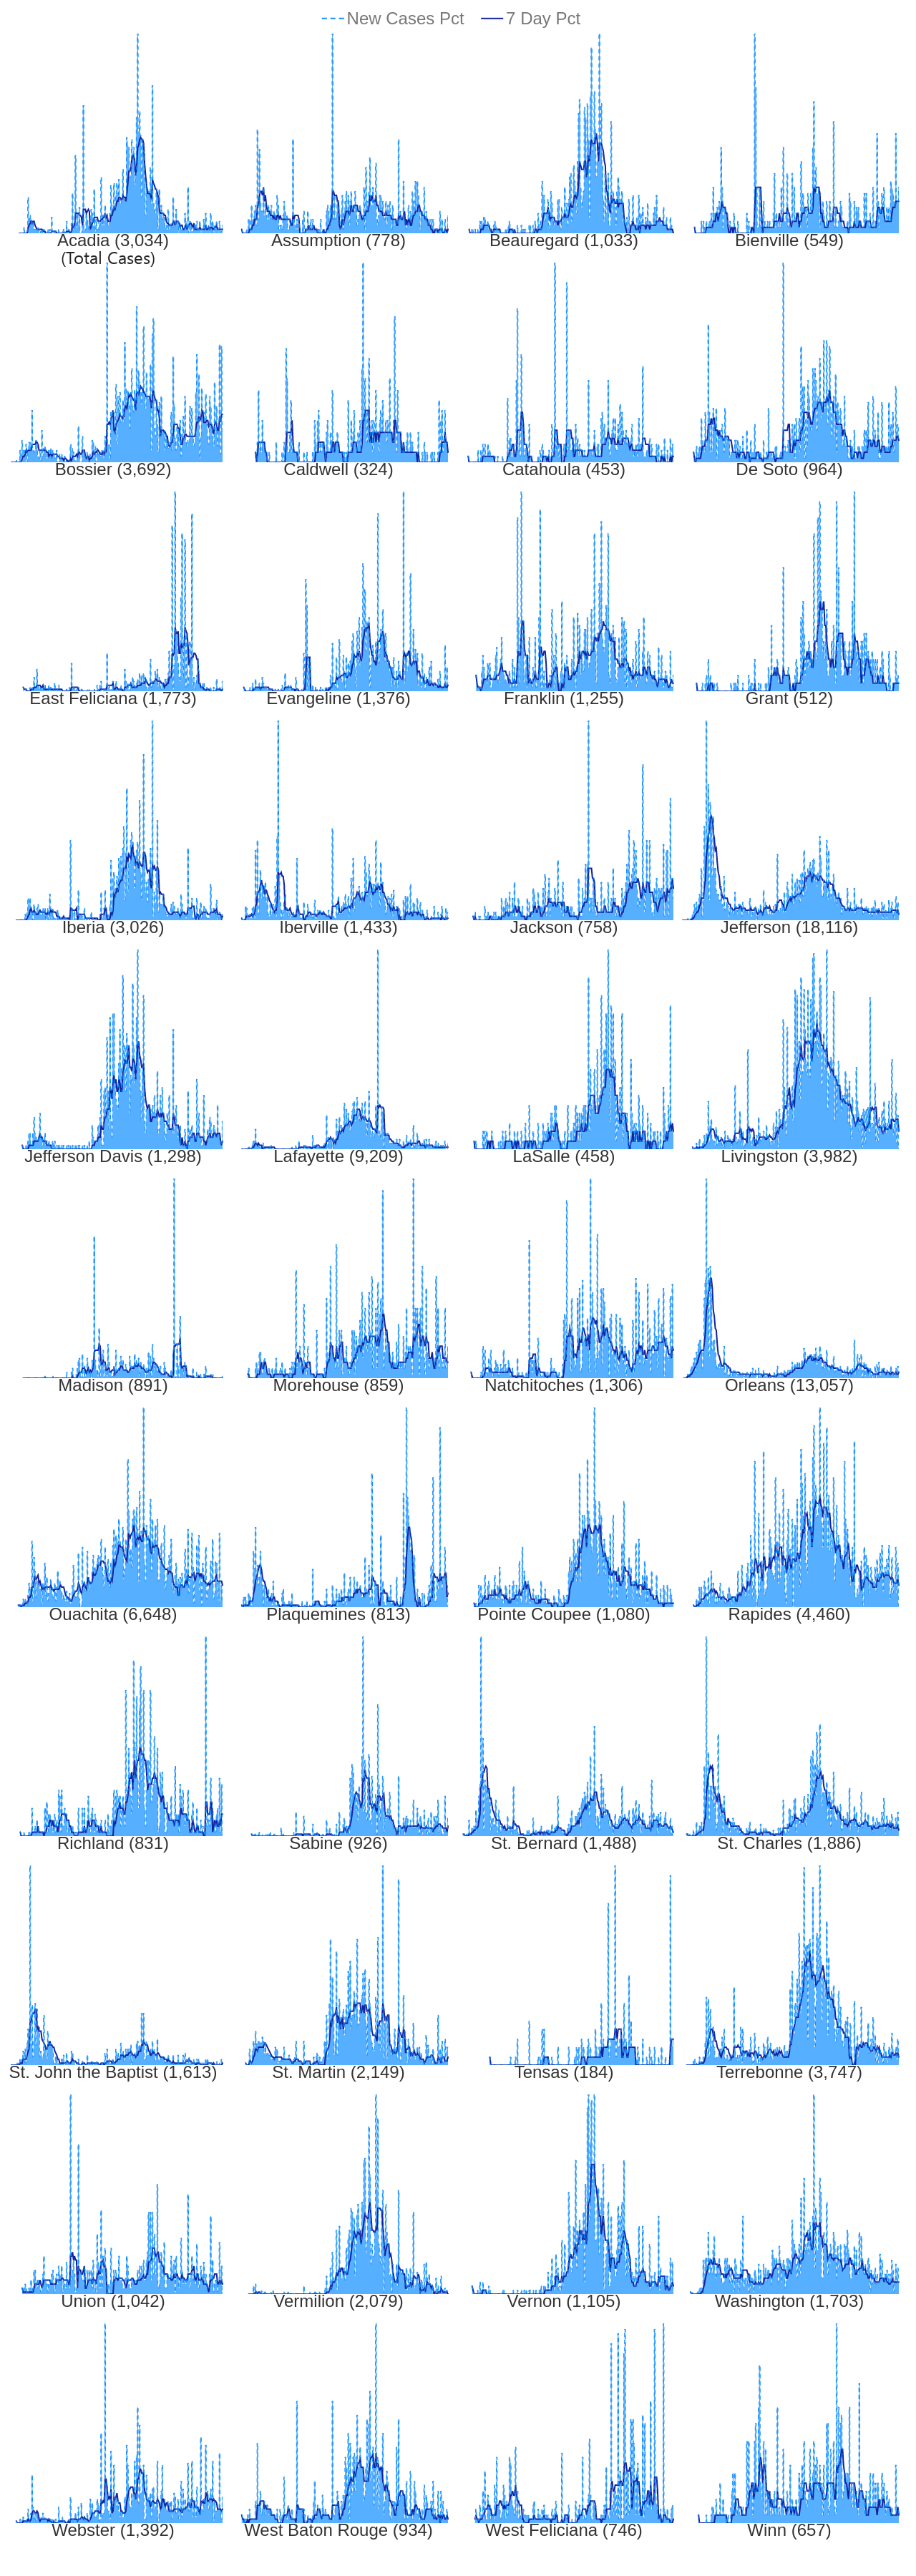 New Cases Pct 7 Day Pct
Acadia (3,034) Assumption (778) Beauregard (1,033) Bienville (549)
(Total Cases)
Bossier (3,692) Caldwell (324) Catahoula (453) De Soto (964)
East Feliciana (1,773) Evangeline (1,376) Franklin (1,255) Grant (512)
Iberia (3,026) Iberville (1,433) Jackson (758) Jefferson (18,116)
Jefferson Davis (1,298) Lafayette (9,209) LaSalle (458) Livingston (3,982)
Madison (891) Morehouse (859) Natchitoches (1,306) Orleans (13,057)
Ouachita (6,648) Plaquemines (813) Pointe Coupee (1,080) Rapides (4,460)
Richland (831) Sabine (926) St. Bernard (1,488) St. Charles (1,886)
St. John the Baptist (1,613) St. Martin (2,149) Tensas (184) Terrebonne (3,747)
Union (1,042) Vermilion (2,079) Vernon (1,105) Washington (1,703)
Webster (1,392) West Baton Rouge (934) West Feliciana (746) Winn (657)